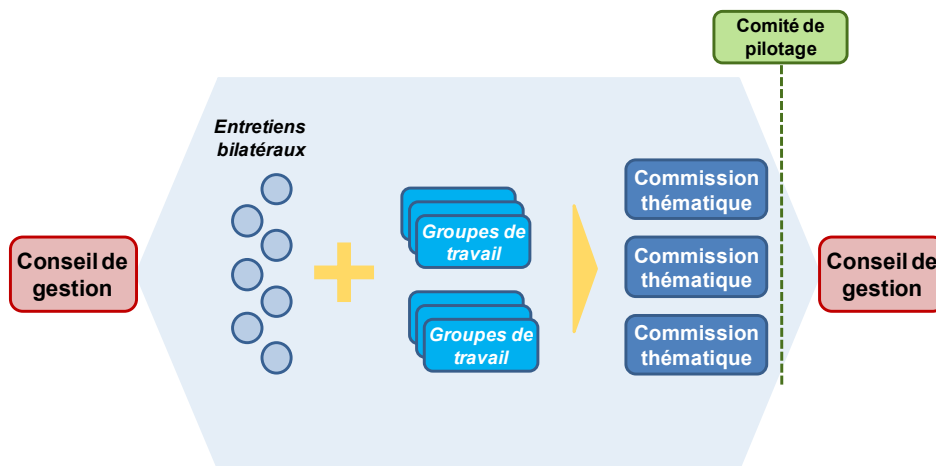 Comité de
pilotage
Entretiens
bilatéraux
Conseil de
gestion
Groupes de
travail
Groupes de
travail
Commission
thématique
Commission
thématique
Commission
thématique
Conseil de
gestion